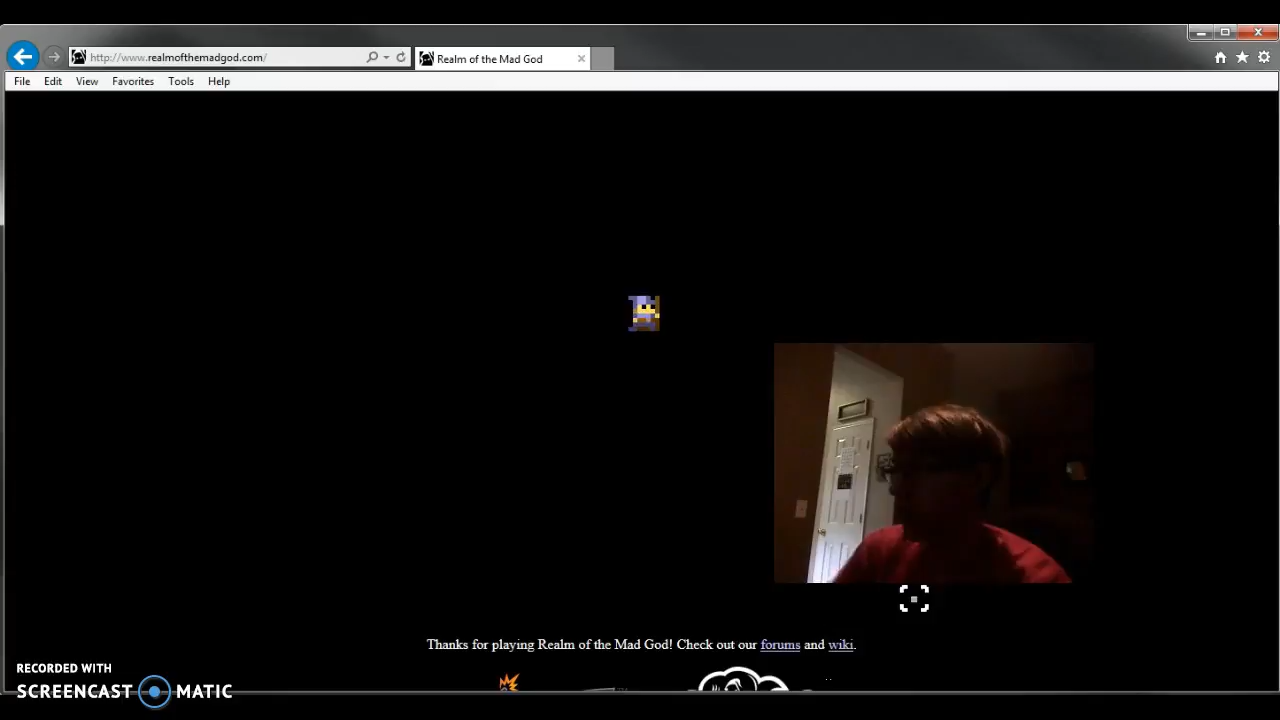 http://www.realmofthemadgod.com/
Realm of the Mad God
File Edit View Favorites Tools Help
Thanks for playing Realm of the Mad God! Check out our forums and wiki.
RECORDED WITH
SCREENCAST MATIC